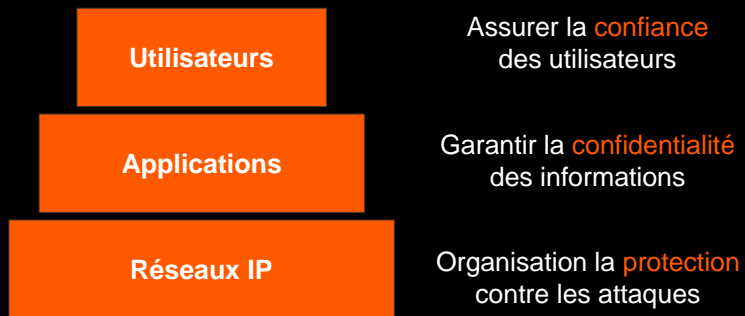 Utilisateurs
Assurer la confiance
des utilisateurs
Applications
Garantir la confidentialité
des informations
Réseaux IP
Organisation la protection
contre les attaques